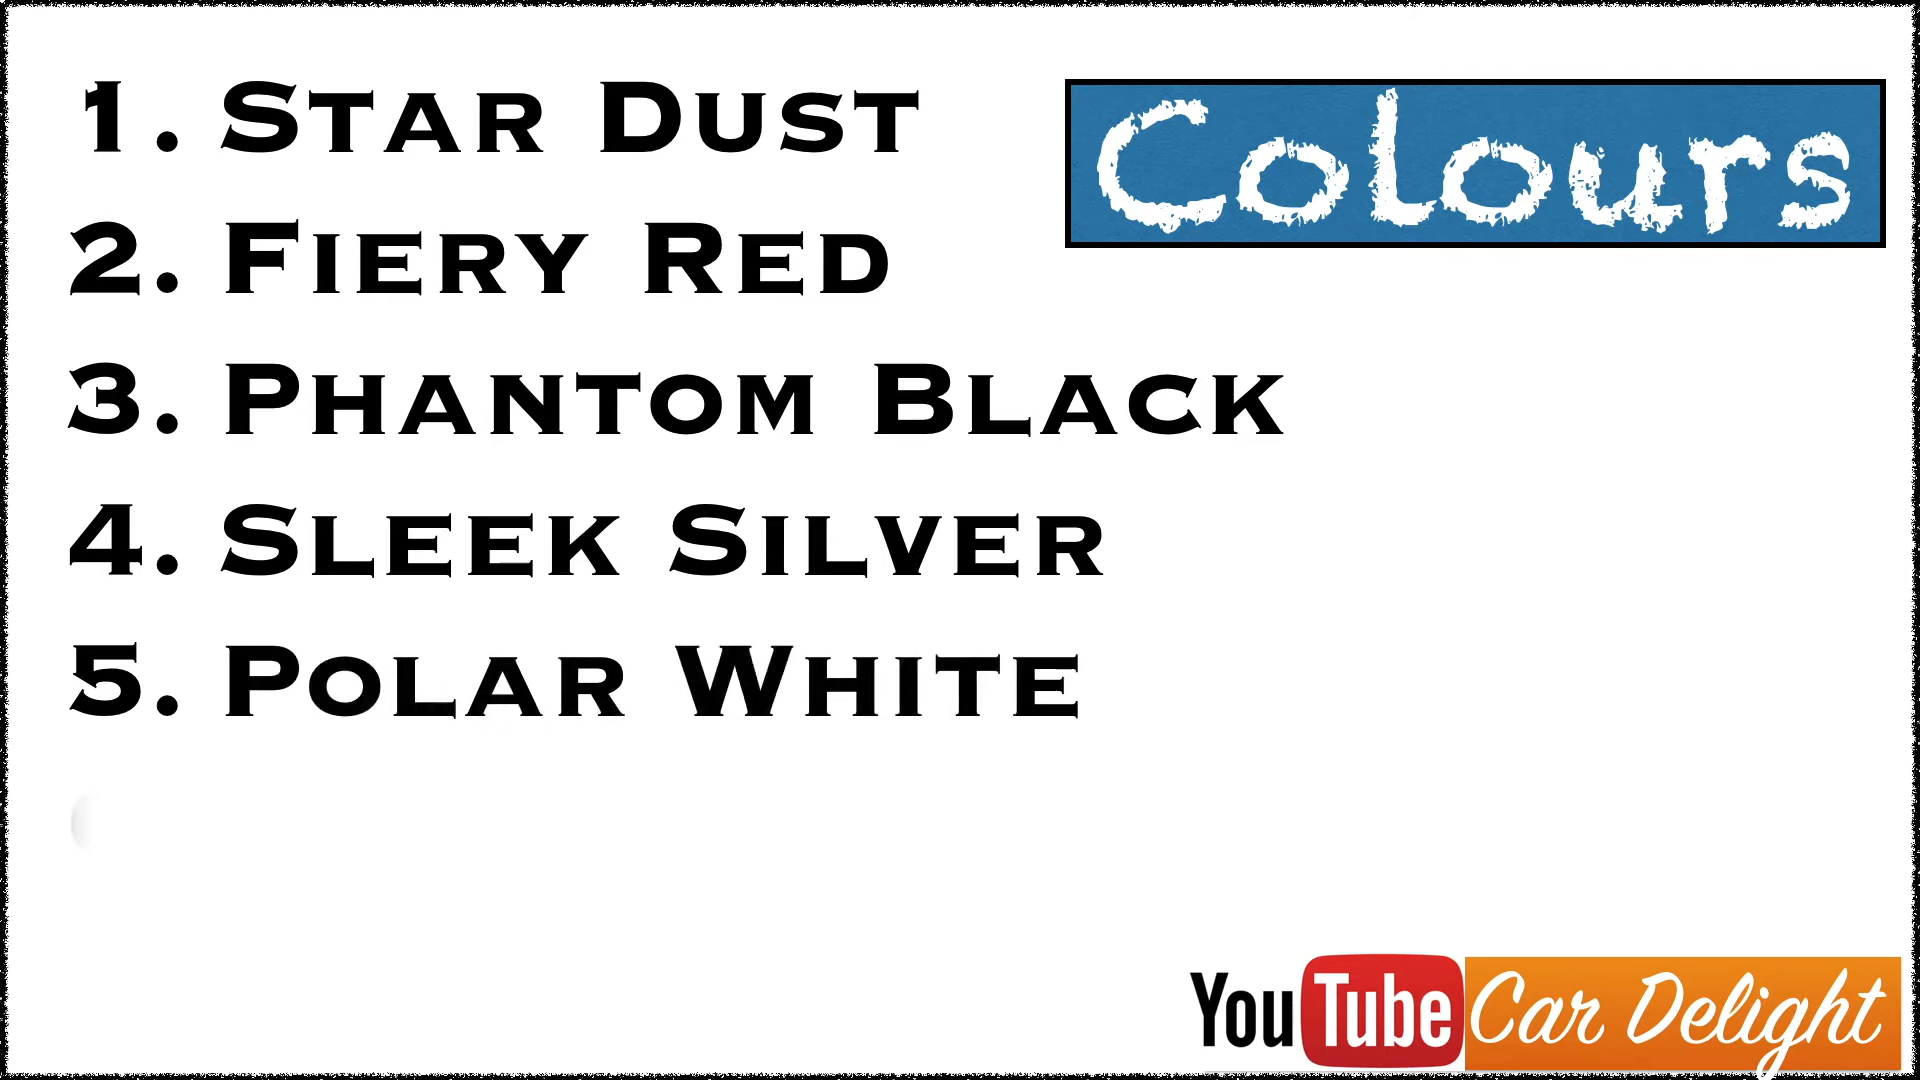 1. Star Dust
Colours
2. Fiery Red
3. Phantom Black
4. Sleek Silver
5. Polar White
YouTube Car Delight